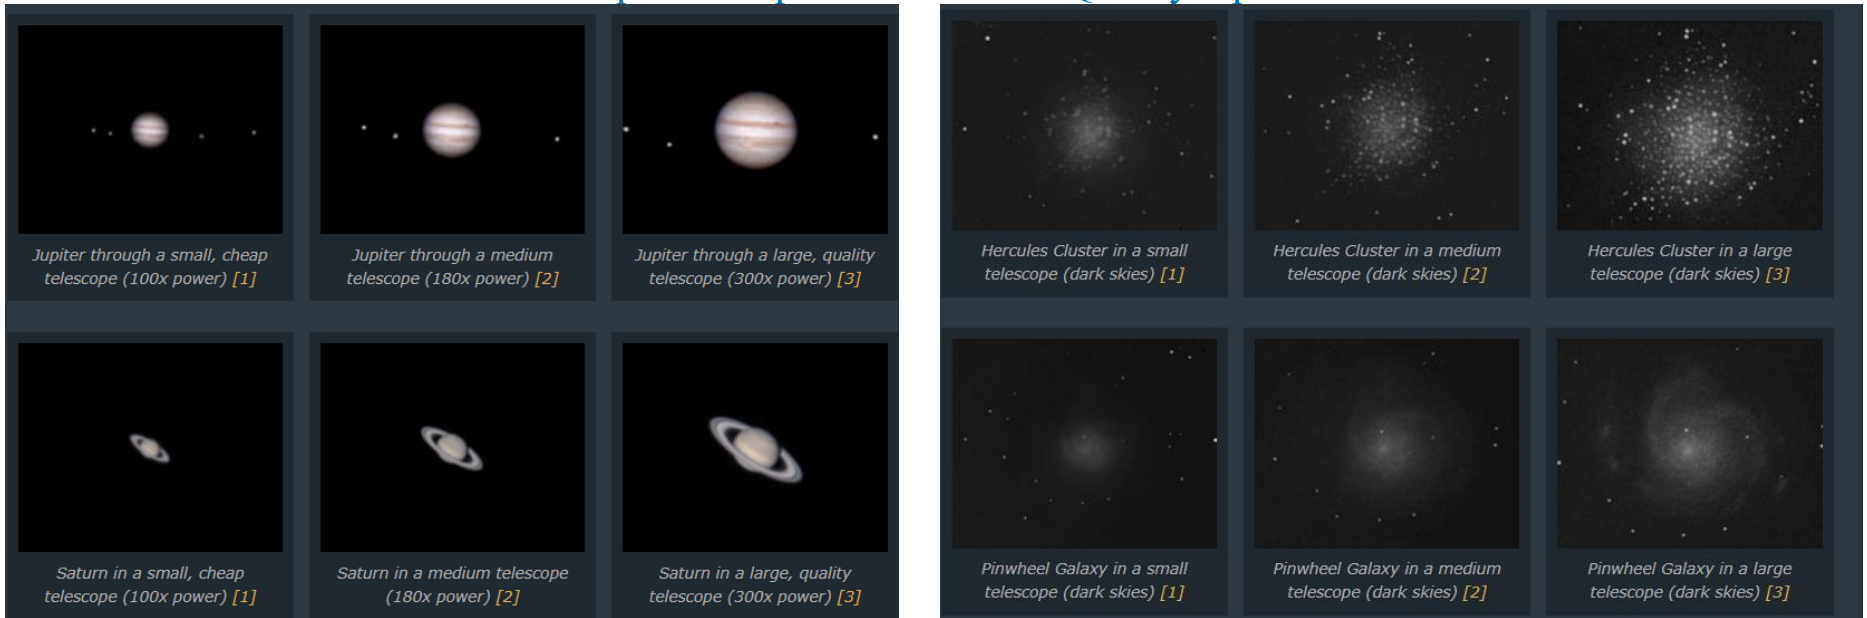 Jupiter through a small, cheap
telescope (100x power) [1]
Jupiter through a medium
telescope (180x power) [2]
Jupiter through a large, quality
telescope (300x power) [3]
Saturn in a small, cheap
telescope (100x power) [1]
Saturn in a medium telescope
(180x power) [2]
Saturn in a large, quality
telescope (300x power) [3]
Hercules Cluster in a small
telescope (dark skies) [1]
Hercules Cluster in a medium
telescope (dark skies) [2]
Hercules Cluster in a large
telescope (dark skies) [3]
Pinwheel Galaxy in a small
telescope (dark skies) [1]
Pinwheel Galaxy in a medium
telescope (dark skies) [2]
Pinwheel Galaxy in a large
telescope (dark skies) [3]